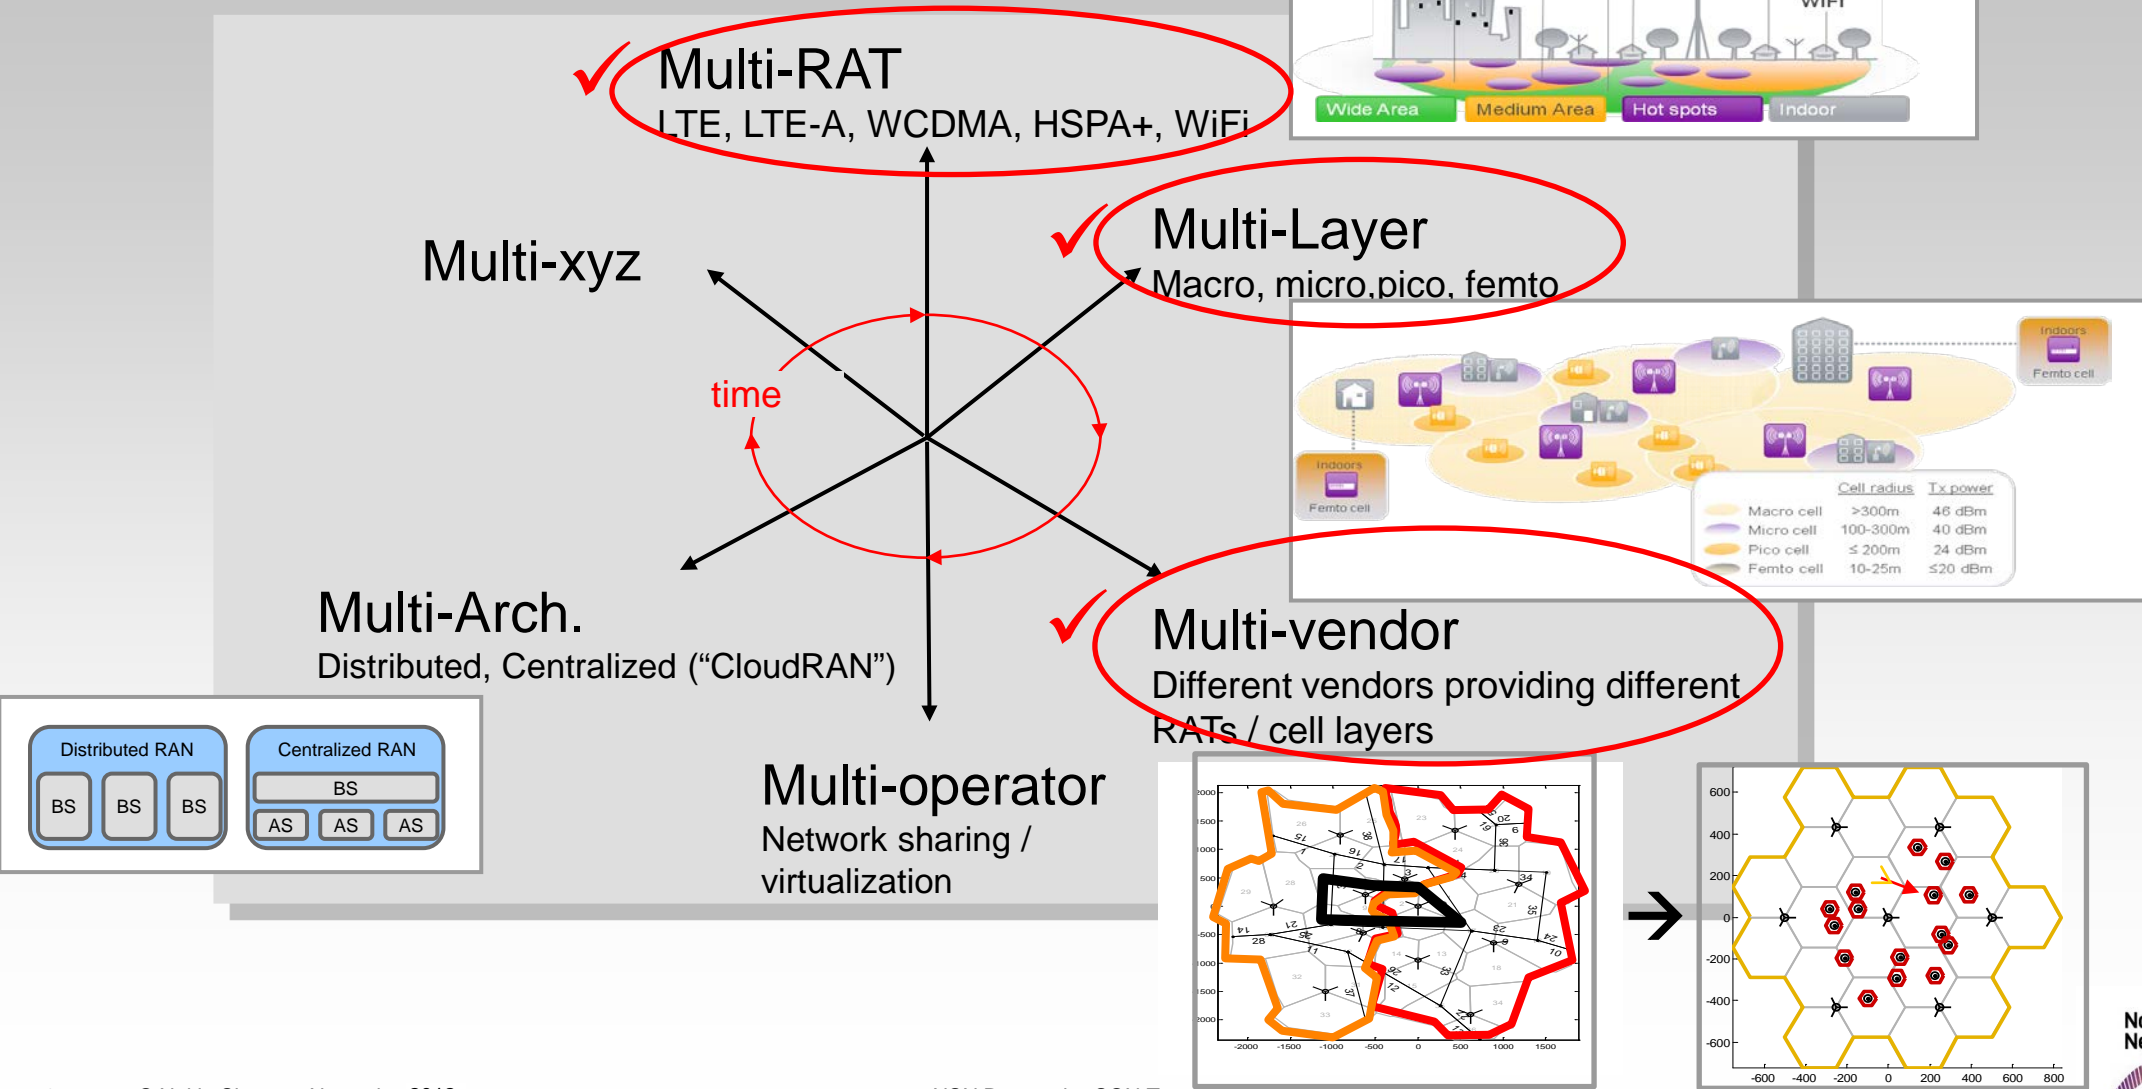 WiFi
Wide Area
Medium Area
Hot spots
Indoor
Multi-RAT
LTE, LTE-A, WCDMA, HSPA+, WiFi
Multi-Layer
Macro, micro,pico, femto
Multi-xyz
time
Indoors
Femto cell
Indoors
Femto cell
Cell radius Tx power
Macro cell >300m 46 dBm
Micro cell 100-300m 40 dBm
Pico cell ≤ 200m 24 dBm
Femto cell 10-25m ≤20 dBm
Multi-Arch.
Distributed, Centralized (“CloudRAN”)
Multi-vendor
Different vendors providing different
RATs / cell layers
Distributed RAN
BS BS BS
Centralized RAN
BS
AS AS AS
Multi-operator
Network sharing /
virtualization
-2000 -1500 -1000 -500 0 500 1000 1500
600
400
200
0
-200
-400
-600
-600 -400 -200 0 200 400 600 800